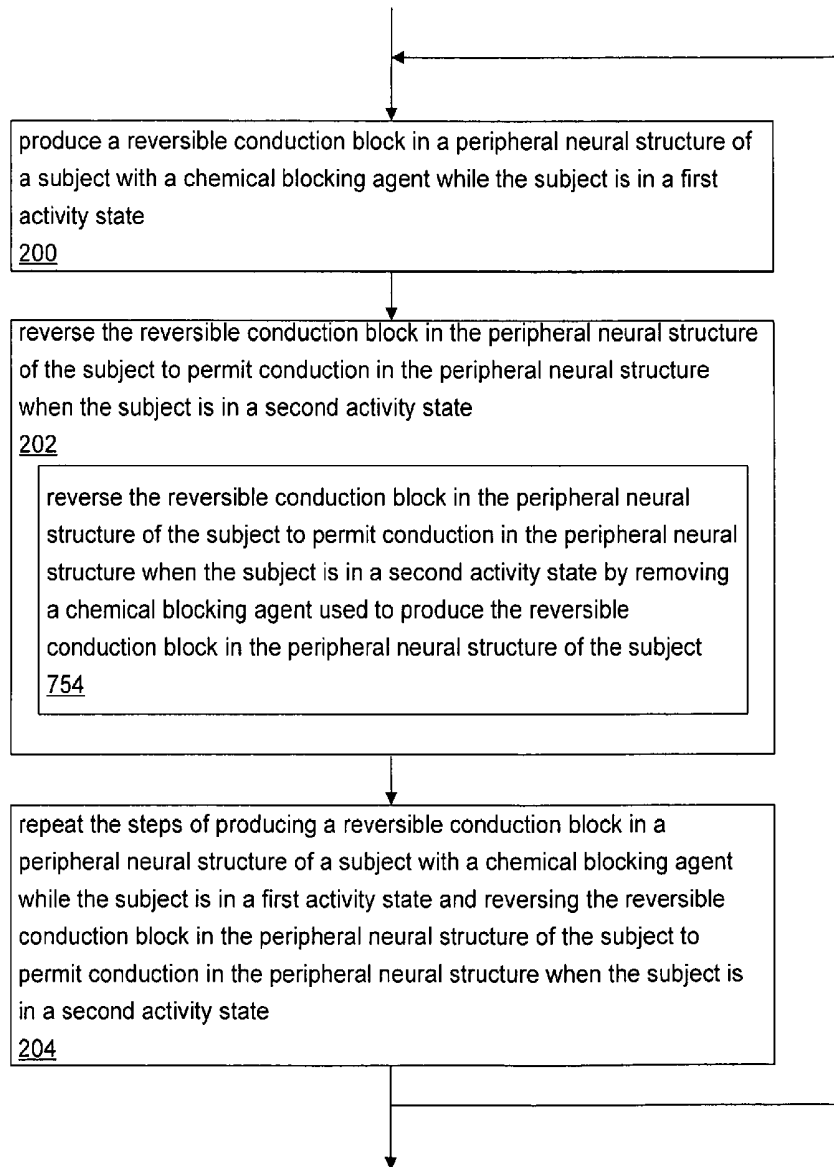 produce a reversible conduction block in a peripheral neural structure of
a subject with a chemical blocking agent while the subject is in a first
activity state
200
reverse the reversible conduction block in the peripheral neural structure
of the subject to permit conduction in the peripheral neural structure
when the subject is in a second activity state
202
reverse the reversible conduction block in the peripheral neural
structure of the subject to permit conduction in the peripheral neural
structure when the subject is in a second activity state by removing
a chemical blocking agent used to produce the reversible
conduction block in the peripheral neural structure of the subject
754
repeat the steps of producing a reversible conduction block in a
peripheral neural structure of a subject with a chemical blocking agent
while the subject is in a first activity state and reversing the reversible
conduction block in the peripheral neural structure of the subject to
permit conduction in the peripheral neural structure when the subject is
in a second activity state
204